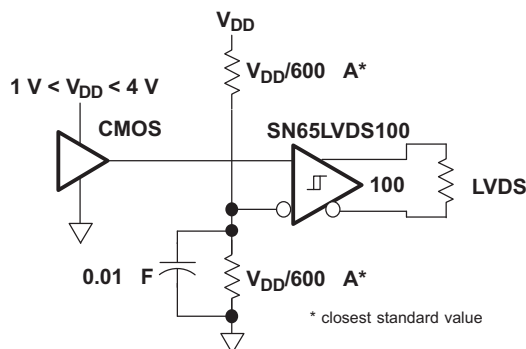 VDD
VDD/600 A*
1 V < VDD < 4 V
CMOS
SN65LVDS100
100
LVDS
0.01 F
VDD/600 A*
* closest standard value